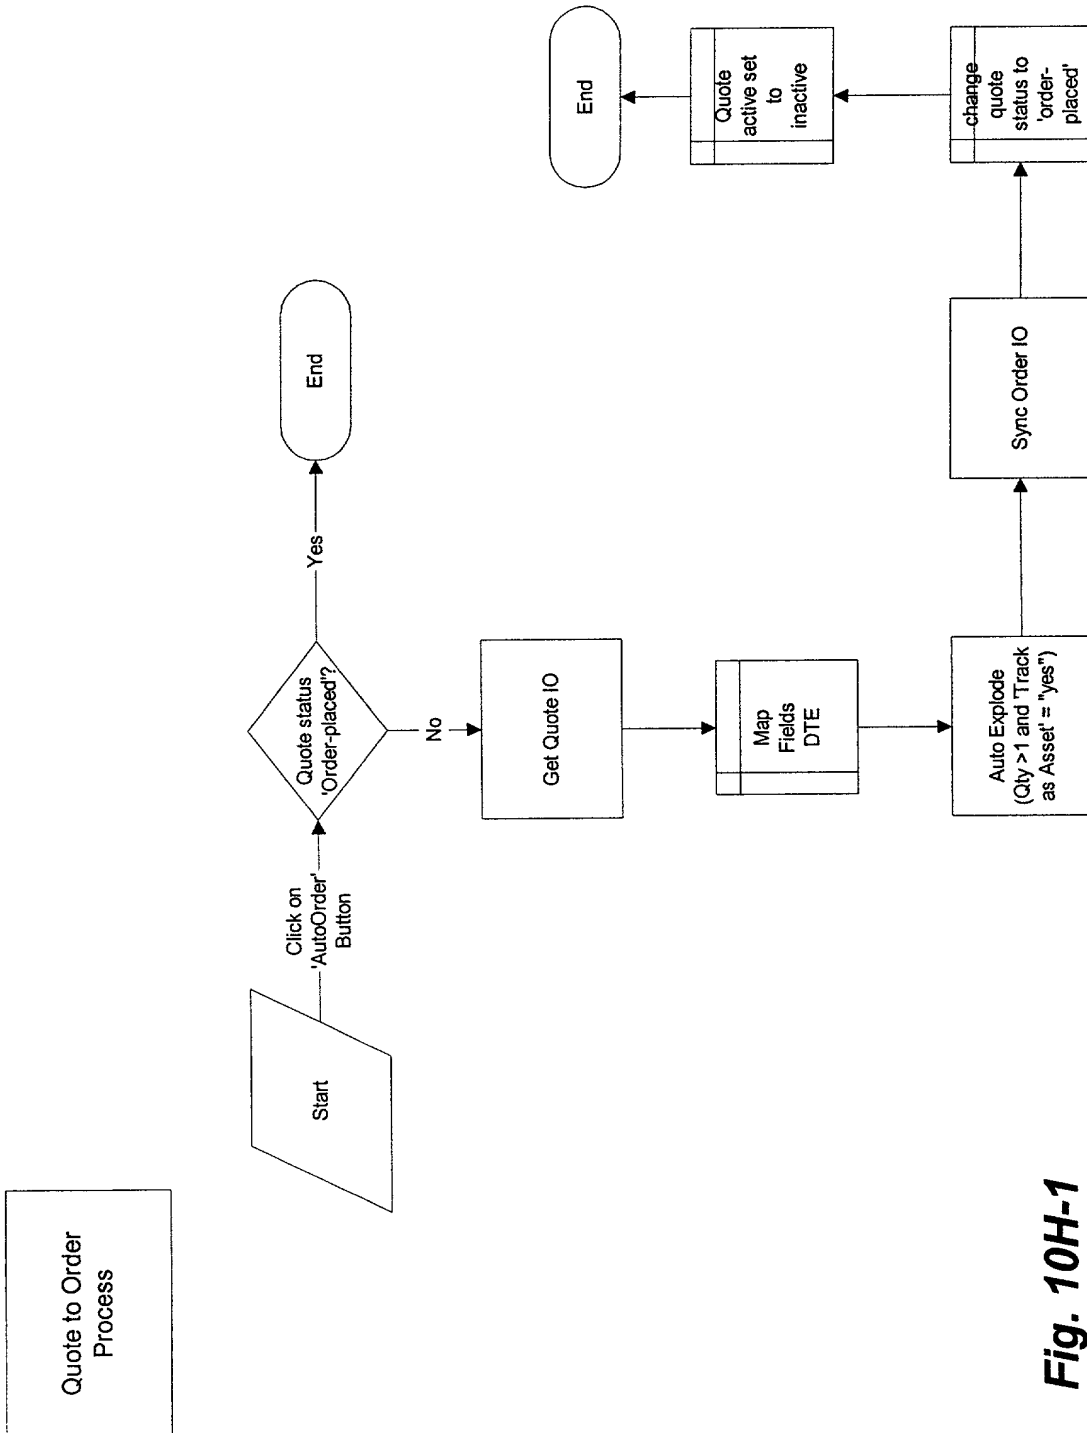 Quote to Order
Process
Start
Click on
'AutoOrder'
Button
Quote status
'Order-placed'?
Yes
End
No
Get Quote IO
Map
Fields
DTE
Auto Explode
(Qty >1 and 'Track
as Asset' = "yes")
Sync Order IO
change
quote
status to
'order-
placed'
Quote
active set
to
inactive
End
Fig. 10H-1